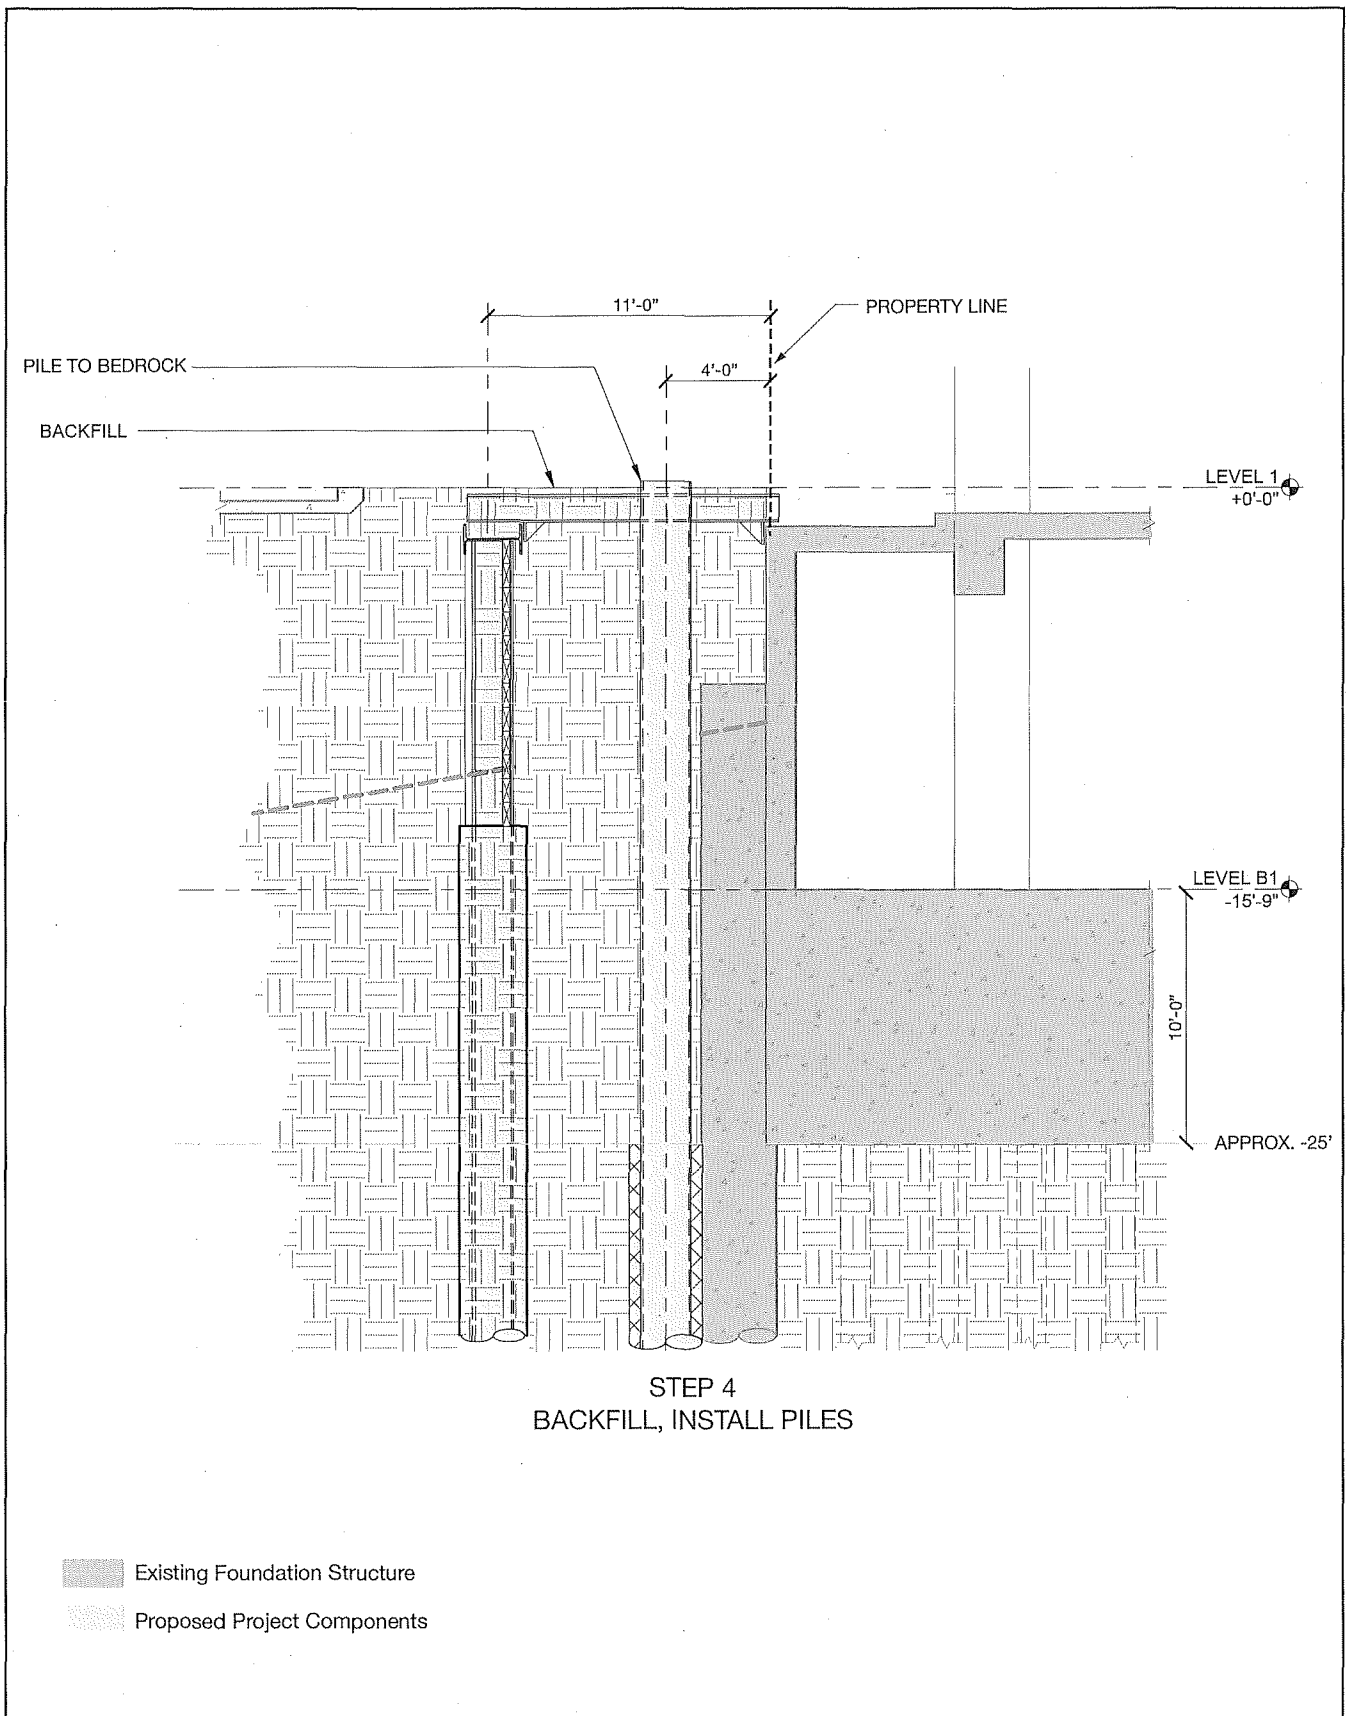 11'-0"
PROPERTY LINE
PILE TO BEDROCK
4'-0"
BACKFILL
LEVEL 1
+0'-0"
LEVEL B1
-15'-9"
10'-0"
APPROX. -25'
STEP 4
BACKFILL, INSTALL PILES
Existing Foundation Structure
Proposed Project Components